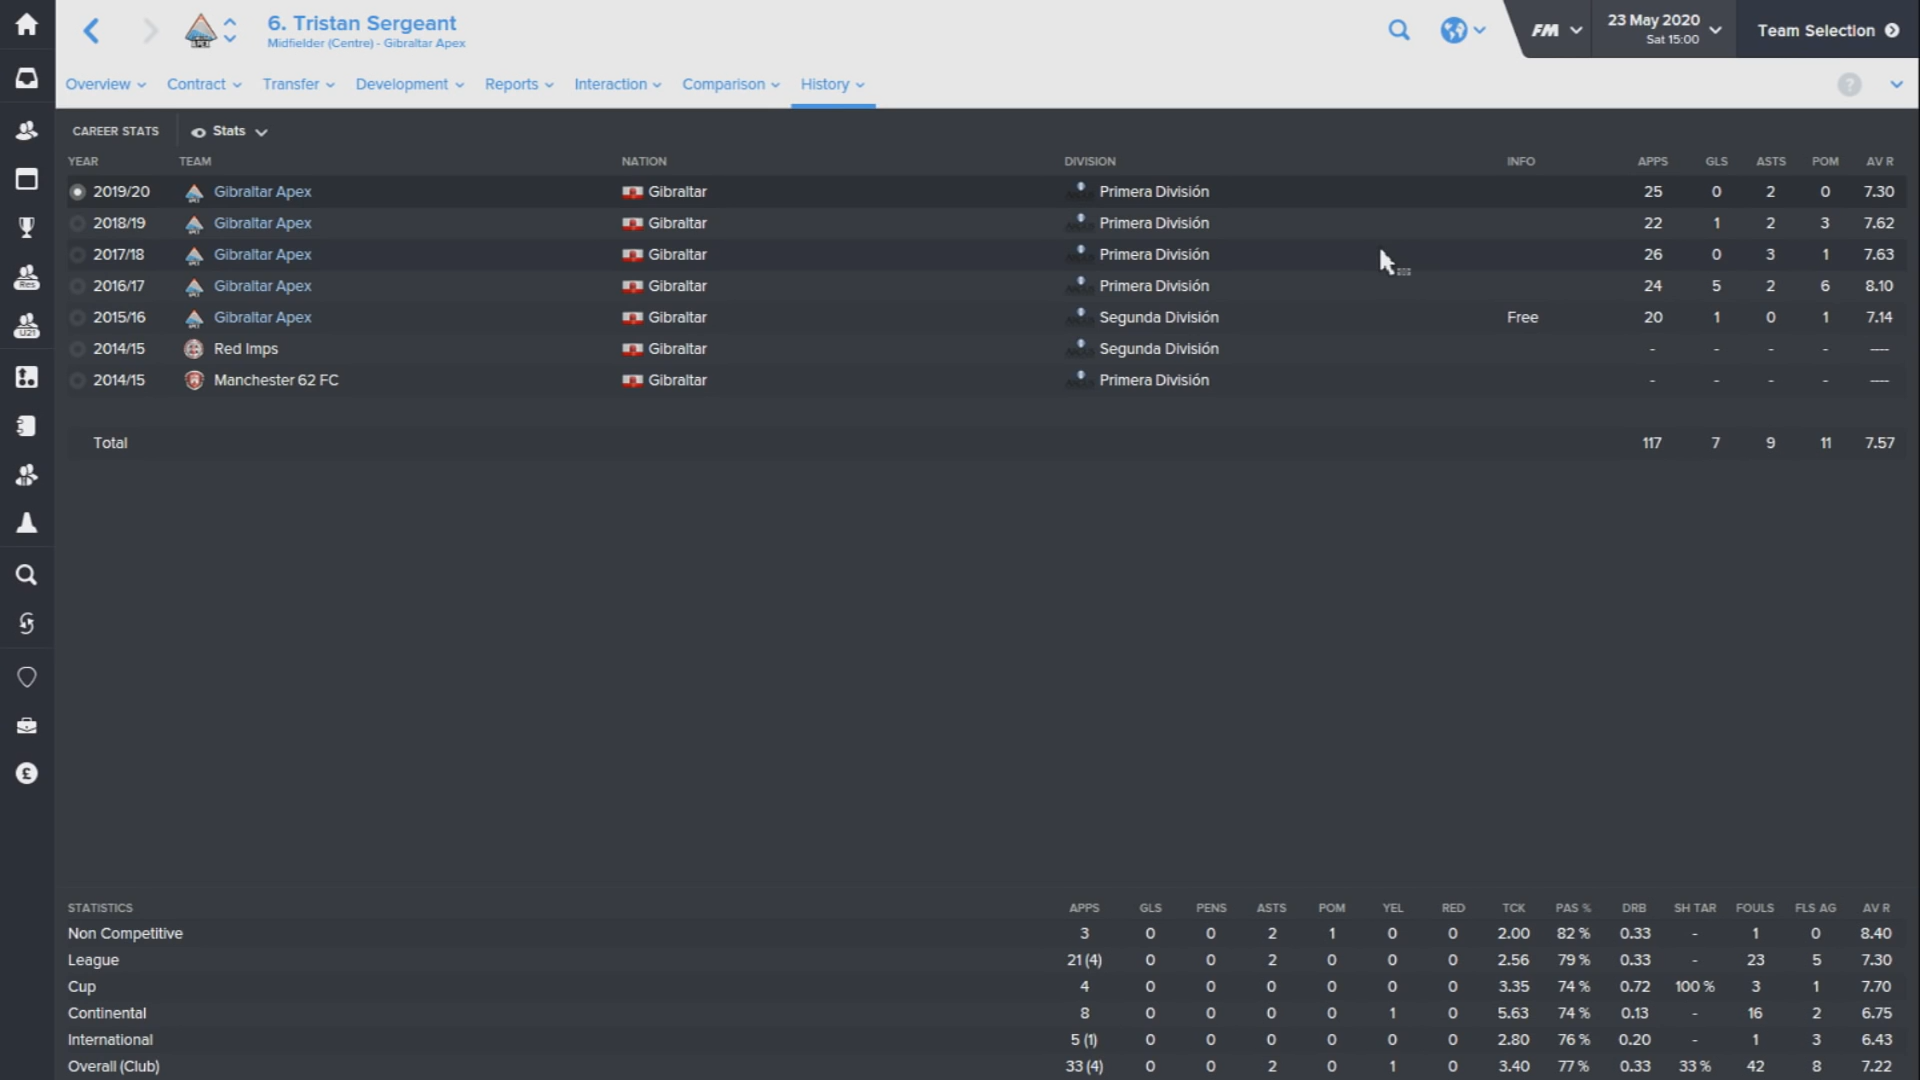 6. Tristan Sergeant
Midfielder (Centre) - Gibraltar Apex
FM
23 May 2020
Sat 15:00
Team Selection
Overview Contract Transfer Development Reports Interaction Comparison History ?
CAREER STATS Stats
YEAR TEAM NATION DIVISION INFO APPS GLS ASTS POM AV R
2019/20 Gibraltar Apex Gibraltar Primera División 25 0 2 0 7.30
2018/19 Gibraltar Apex Gibraltar Primera División 22 1 2 3 7.62
2017/18 Gibraltar Apex Gibraltar Primera División 26 0 3 1 7.63
2016/17 Gibraltar Apex Gibraltar Primera División 24 5 2 6 8.10
2015/16 Gibraltar Apex Gibraltar Segunda División Free 20 1 0 1 7.14
2014/15 Red Imps Gibraltar Segunda División - - - - ----
2014/15 Manchester 62 FC Gibraltar Primera División - - - - ----
Total 117 7 9 11 7.57
STATISTICS APPS GLS PENS ASTS POM YEL RED TCK PAS % DRB SH TAR FOULS FLS AG AV R
Non Competitive 3 0 0 2 1 0 0 2.00 82 % 0.33 - 1 0 8.40
League 21 (4) 0 0 2 0 0 0 2.56 79 % 0.33 - 23 5 7.30
Cup 4 0 0 0 0 0 0 3.35 74 % 0.72 100 % 3 1 7.70
Continental 8 0 0 0 0 1 0 5.63 74 % 0.13 - 16 2 6.75
International 5 (1) 0 0 0 0 0 0 2.80 76 % 0.20 - 1 3 6.43
Overall (Club) 33 (4) 0 0 2 0 1 0 3.40 77 % 0.33 33 % 42 8 7.22
Res
U21
£